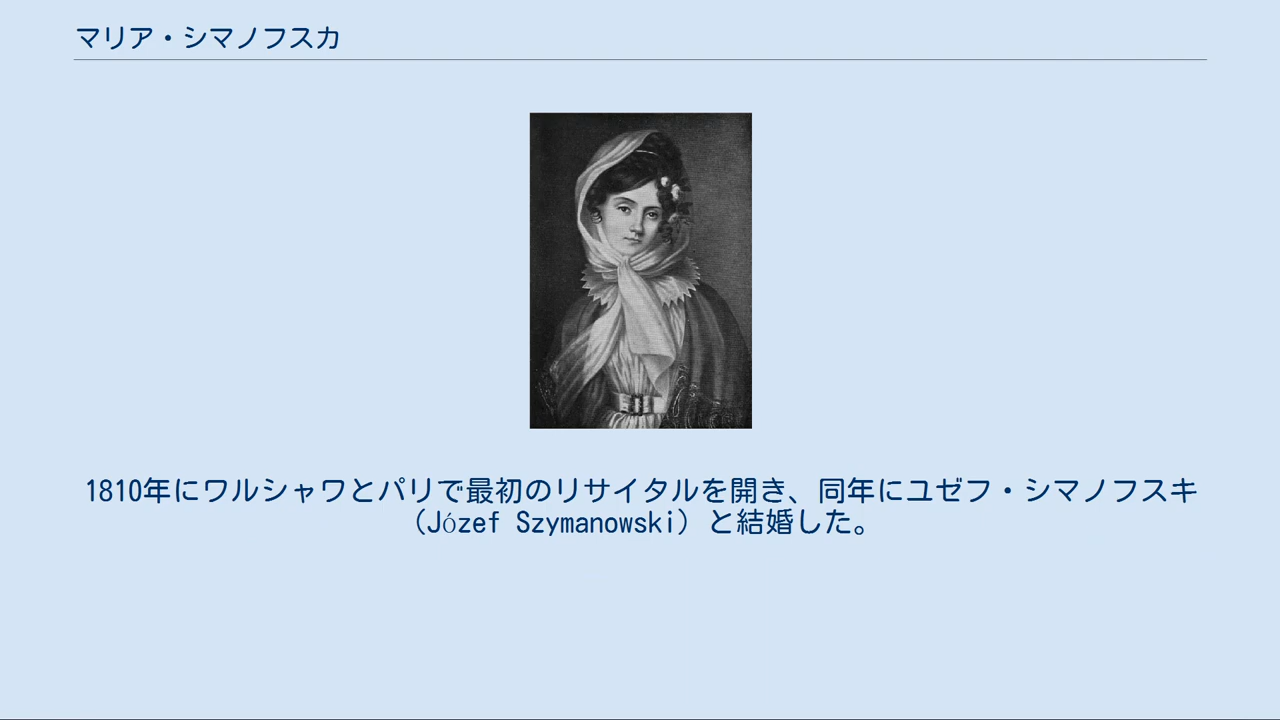 マリア・シマノフスカ
1810年にワルシャワとパリで最初のリサイタルを開き、同年にユゼフ・シマノフスキ
（Józef Szymanowski）と結婚した。